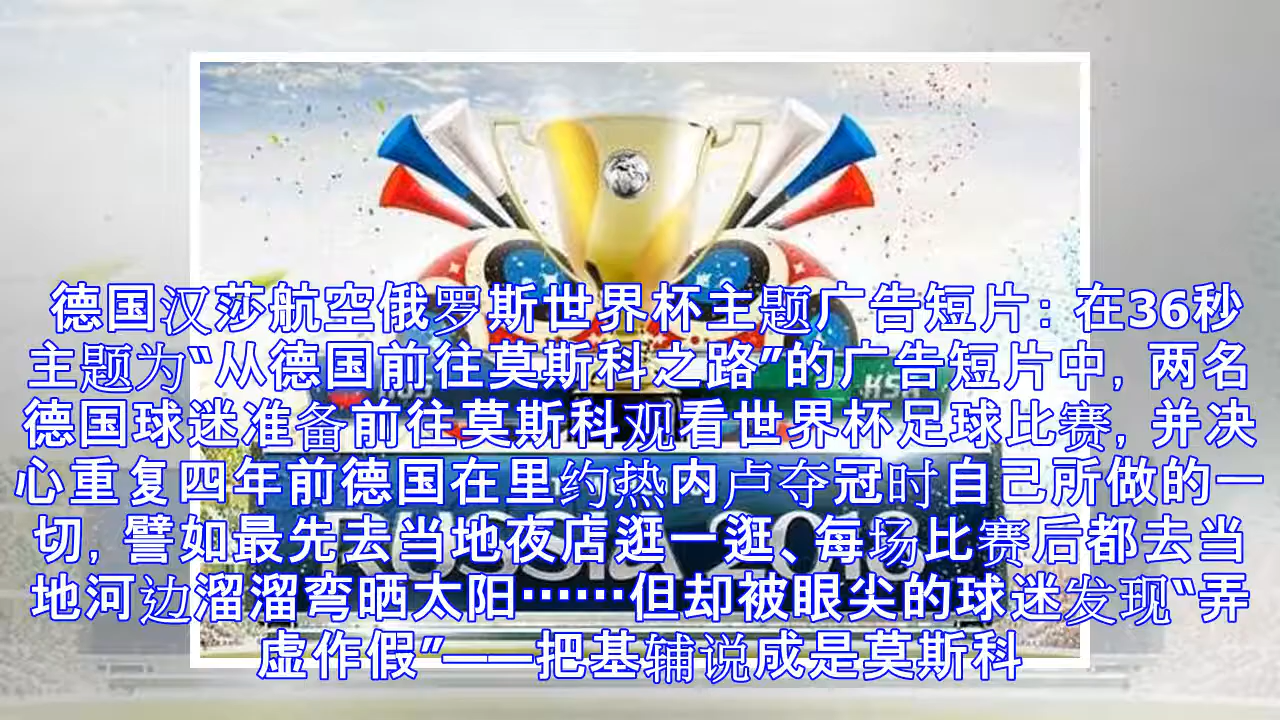 德国汉莎航空俄罗斯世界杯主题广告短片：在36秒
主题为“从德国前往莫斯科之路”的广告短片中，两名
德国球迷准备前往莫斯科观看世界杯足球比赛，并决
心重复四年前德国在里约热内卢夺冠时自己所做的一
切，譬如最先去当地夜店逛一逛、每场比赛后都去当
地河边溜溜弯晒太阳……但却被眼尖的球迷发现“弄
虚作假”——把基辅说成是莫斯科
KSA
RUSSIA 2018